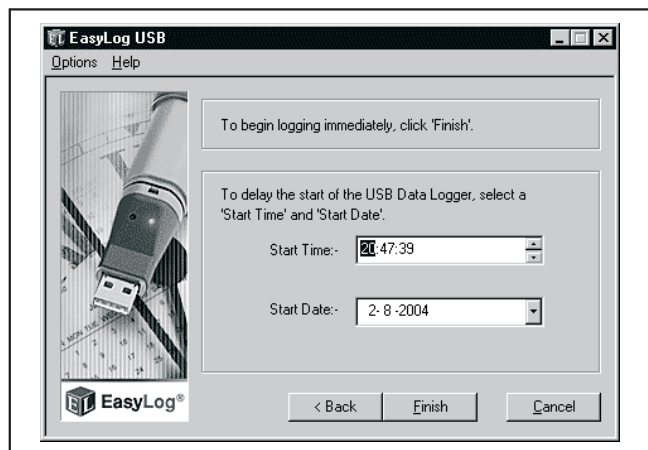 EasyLog USB
Options Help
To begin logging immediately, click 'Finish'.
To delay the start of the USB Data Logger, select a
'Start Time' and 'Start Date'.
Start Time:- 20:47:39
Start Date:- 2- 8 -2004
EL EasyLog®
< Back Finish Cancel